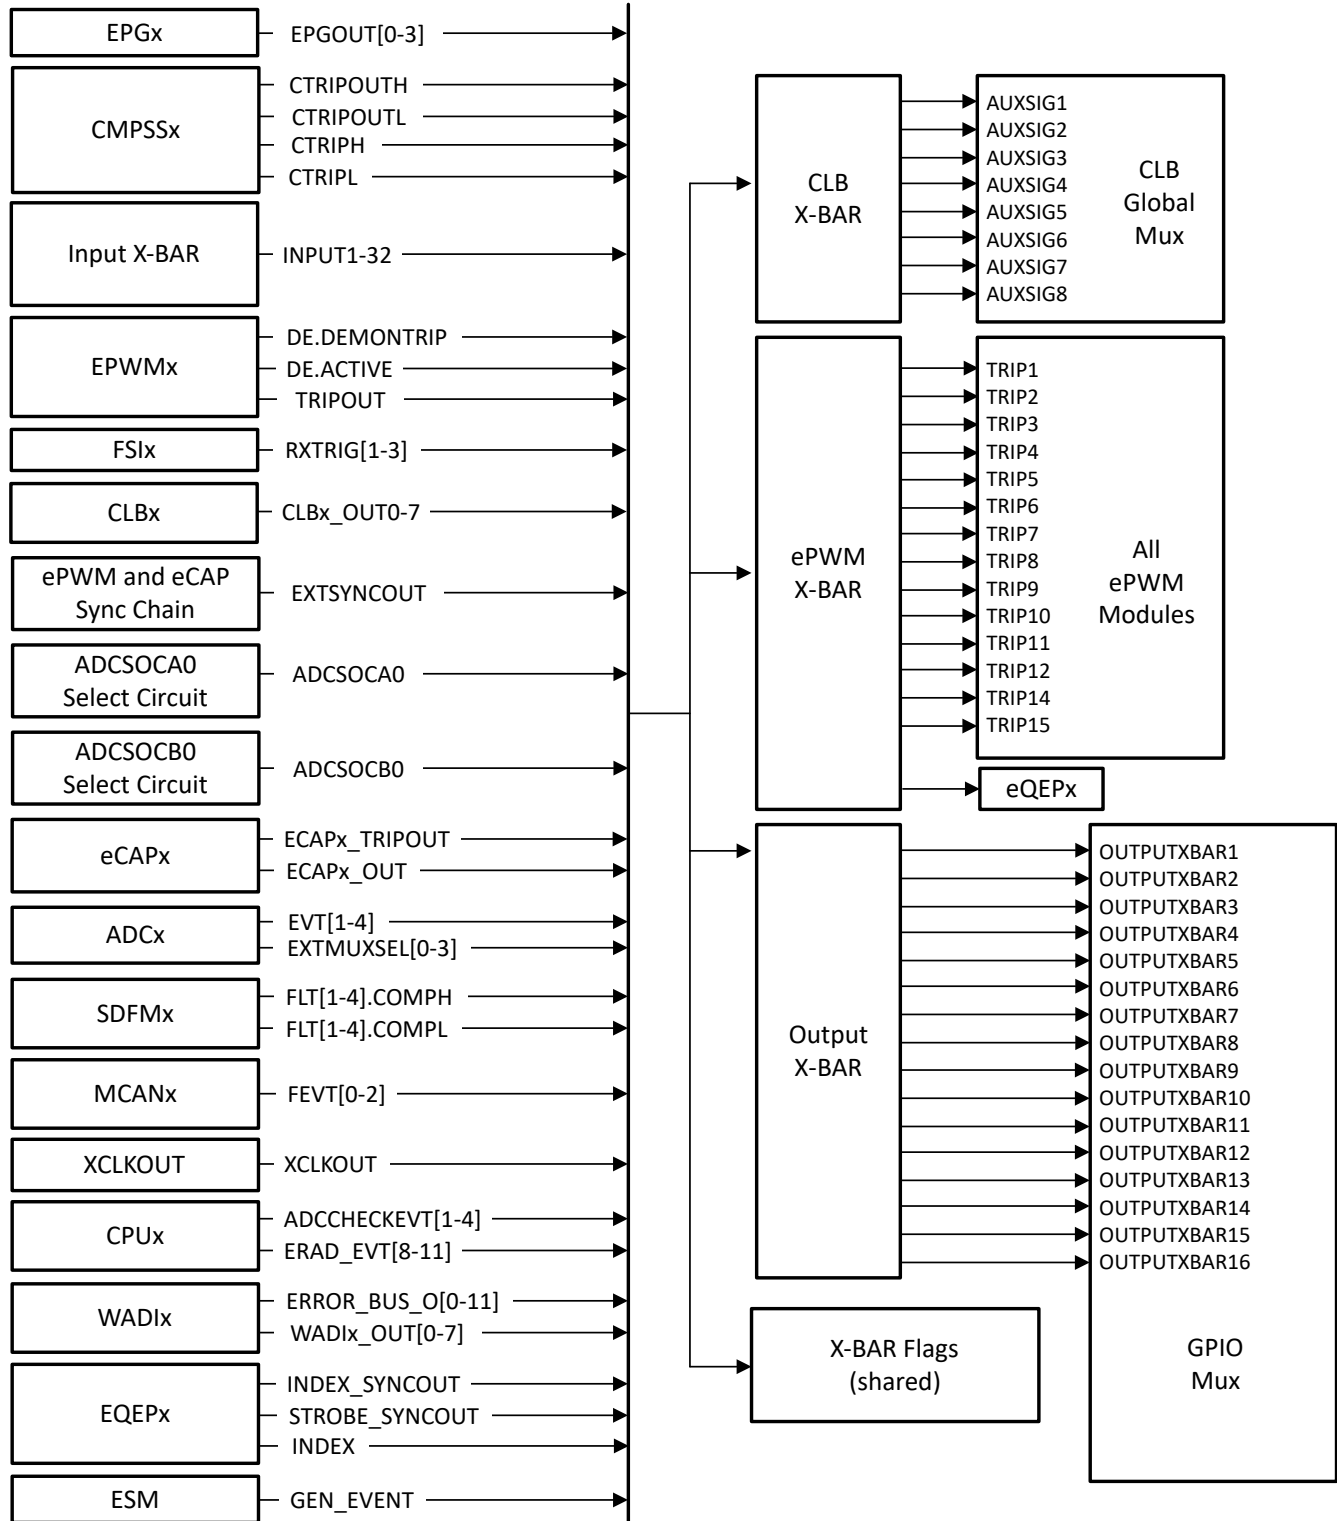 EPGx
EPGOUT[0-3]
CMPSSx
CTRIPOUTH
CTRIPOUTL
CTRIPH
CTRIPL
Input X-BAR
INPUT1-32
EPWMx
DE.DEMONTRIP
DE.ACTIVE
TRIPOUT
FSIx
RXTRIG[1-3]
CLBx
CLBx_OUT0-7
ePWM and eCAP
Sync Chain
EXTSYNCOUT
ADCSOCA0
Select Circuit
ADCSOCA0
ADCSOCB0
Select Circuit
ADCSOCB0
eCAPx
ECAPx_TRIPOUT
ECAPx_OUT
ADCx
EVT[1-4]
EXTMUXSEL[0-3]
SDFMx
FLT[1-4].COMPH
FLT[1-4].COMPL
MCANx
FEVT[0-2]
XCLKOUT
XCLKOUT
CPUx
ADCCHECKEVT[1-4]
ERAD_EVT[8-11]
WADIx
ERROR_BUS_O[0-11]
WADIx_OUT[0-7]
EQEPx
INDEX_SYNCOUT
STROBE_SYNCOUT
INDEX
ESM
GEN_EVENT
CLB
X-BAR
AUXSIG1
AUXSIG2
AUXSIG3
AUXSIG4
AUXSIG5
AUXSIG6
AUXSIG7
AUXSIG8
CLB
Global
Mux
ePWM
X-BAR
TRIP1
TRIP2
TRIP3
TRIP4
TRIP5
TRIP6
TRIP7
TRIP8
TRIP9
TRIP10
TRIP11
TRIP12
TRIP14
TRIP15
All
ePWM
Modules
eQEPx
Output
X-BAR
OUTPUTXBAR1
OUTPUTXBAR2
OUTPUTXBAR3
OUTPUTXBAR4
OUTPUTXBAR5
OUTPUTXBAR6
OUTPUTXBAR7
OUTPUTXBAR8
OUTPUTXBAR9
OUTPUTXBAR10
OUTPUTXBAR11
OUTPUTXBAR12
OUTPUTXBAR13
OUTPUTXBAR14
OUTPUTXBAR15
OUTPUTXBAR16
GPIO
Mux
X-BAR Flags
(shared)